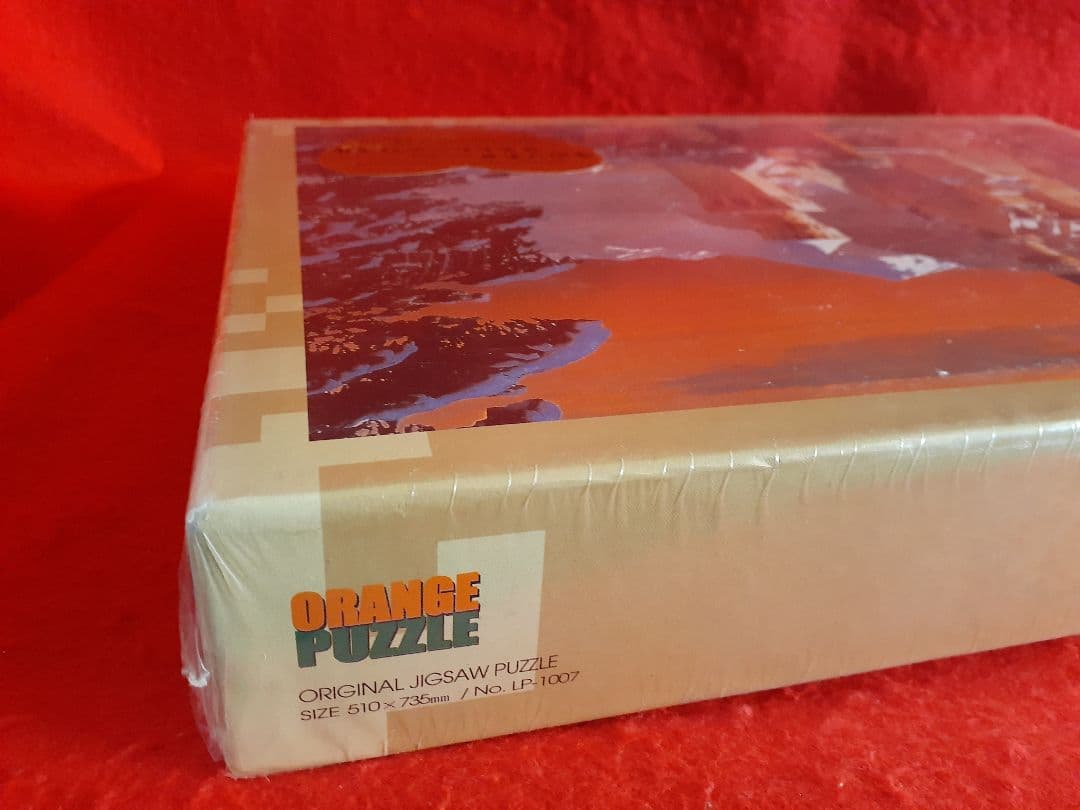 ORANGE
PUZZLE
ORIGINAL JIGSAW PUZZLE
SIZE 510×735mm / No. LP-1007